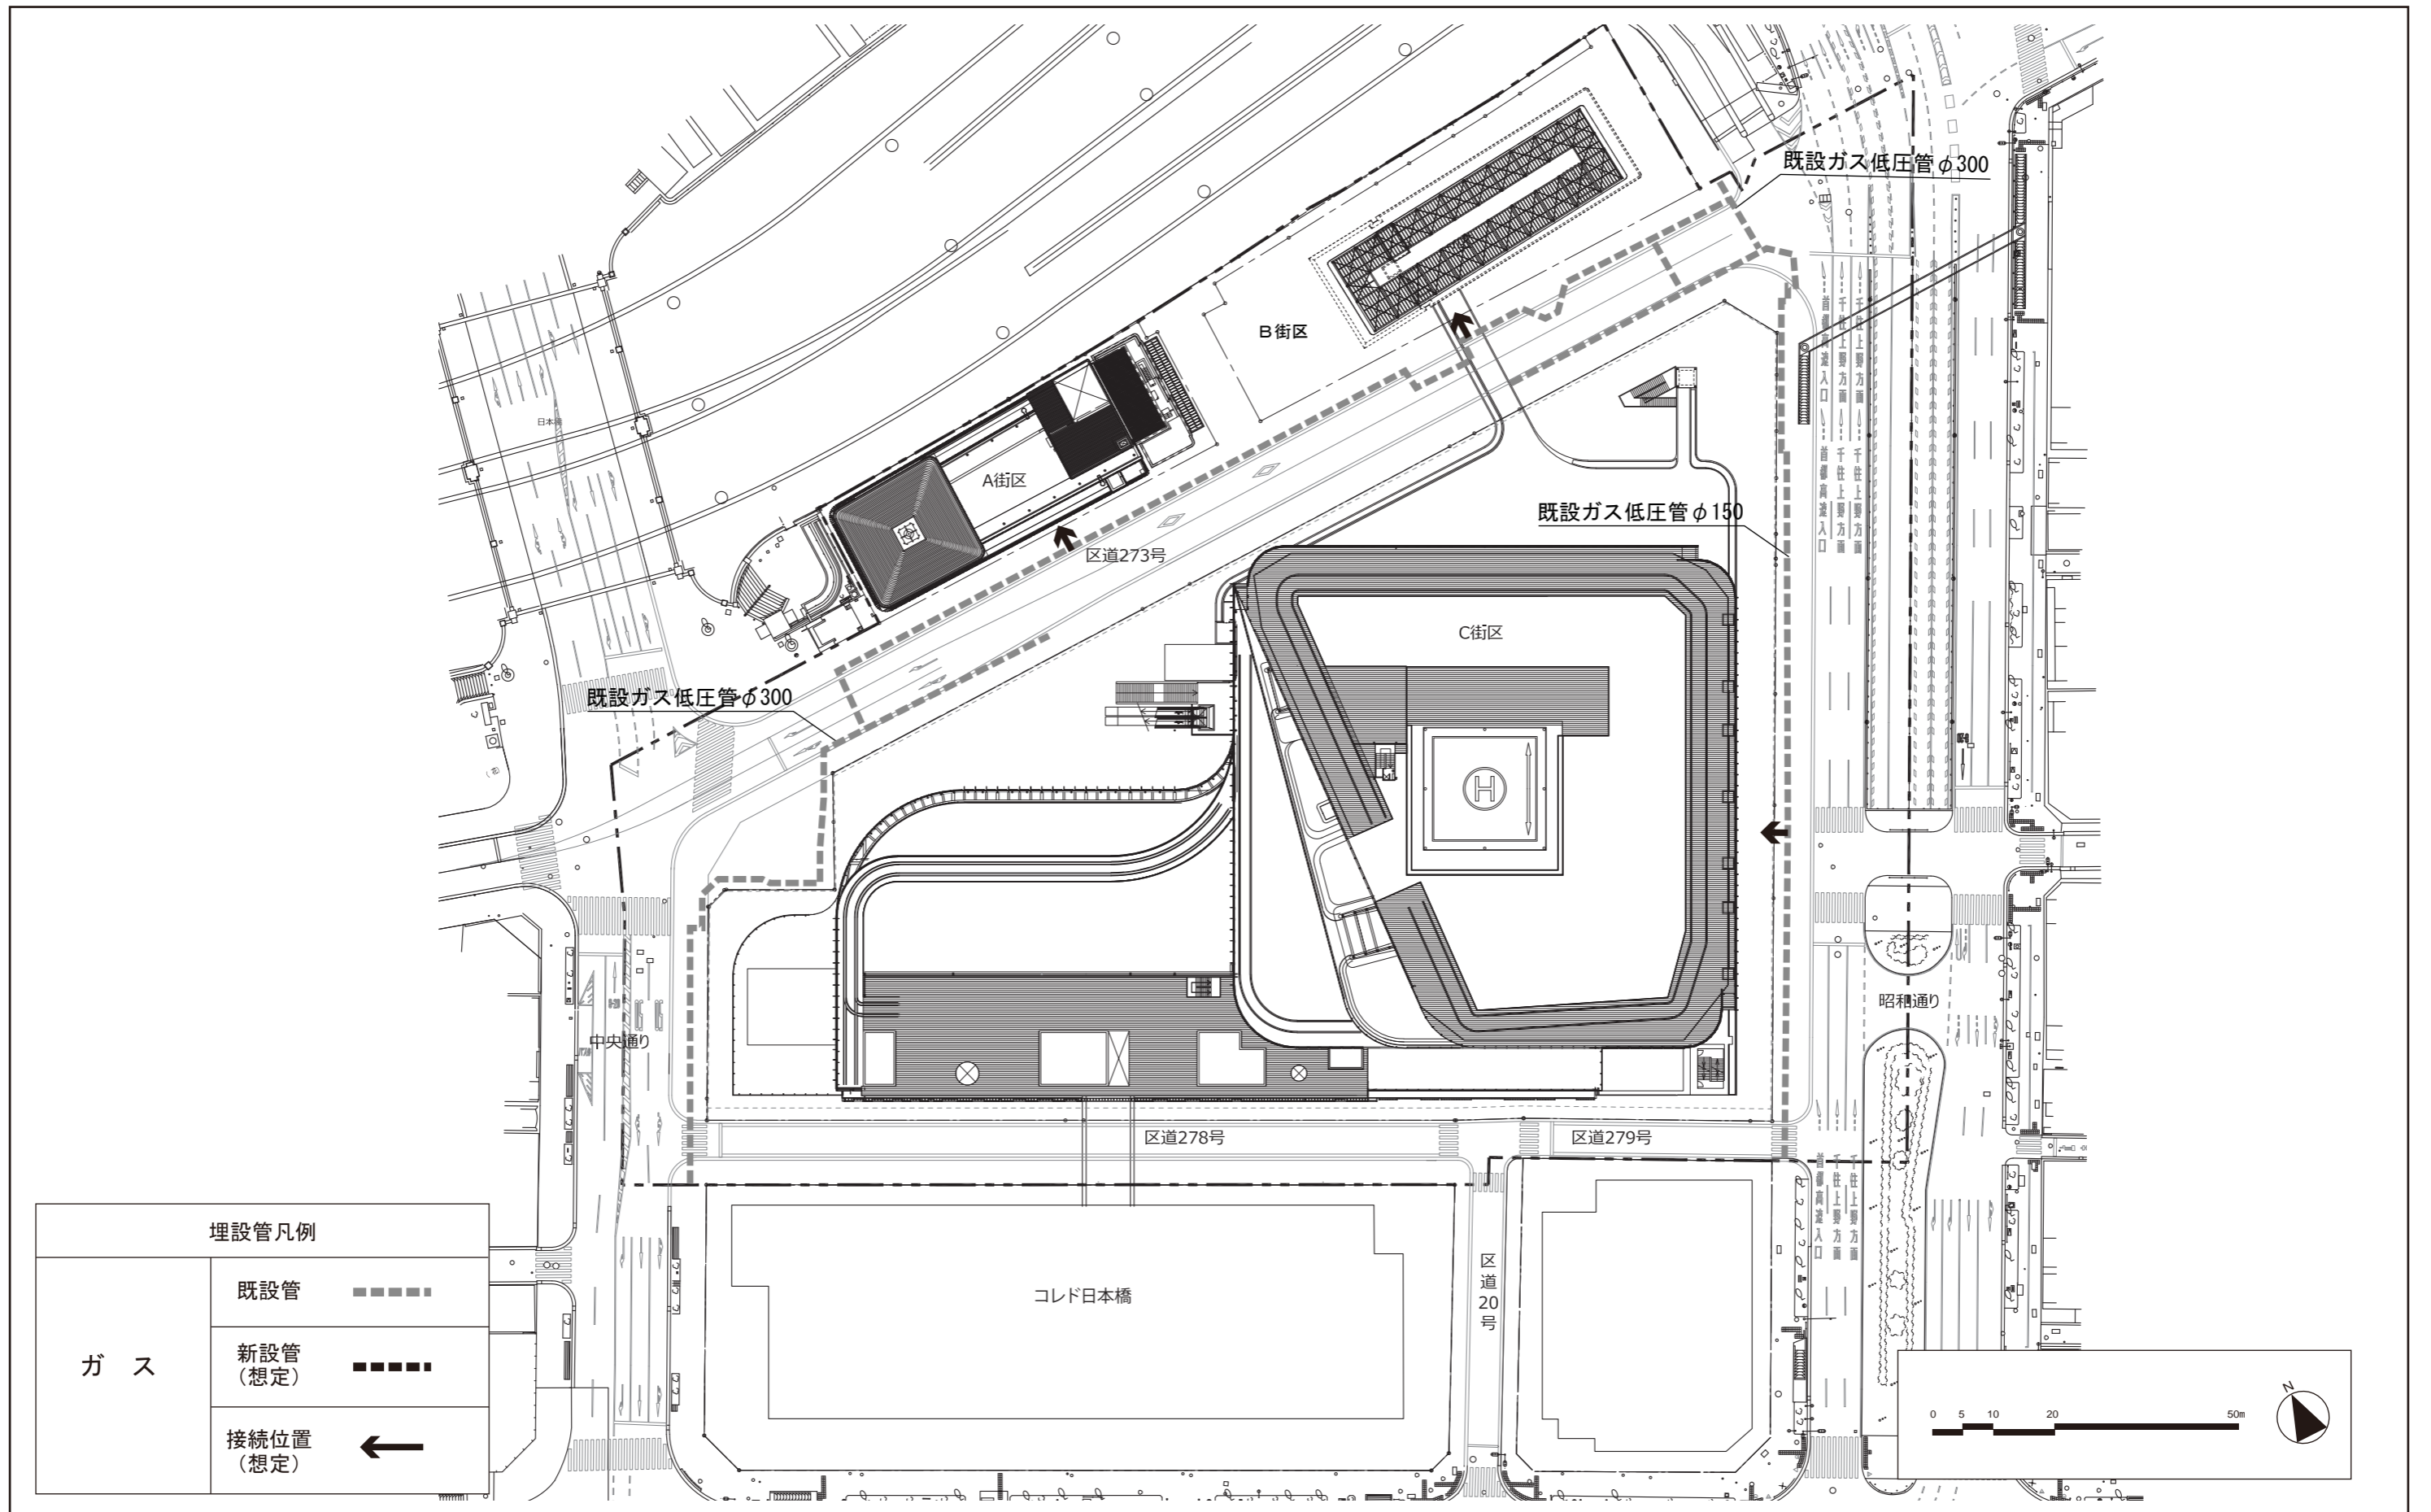 既設ガス低圧管φ300
B街区
日本橋
A街区
首都高速入口
千住上野方面
千住上野方面
首都高速入口
千住上野方面
千住上野方面
既設ガス低圧管φ150
区道273号
C街区
既設ガス低圧管φ300
H
昭和通り
中央通り
区道278号
区道279号
首都高速入口
千住上野方面
千住上野方面
コレド日本橋
区道20号
埋設管凡例
ガス
既設管
新設管
(想定)
接続位置
(想定)
0 5 10 20 50m
N